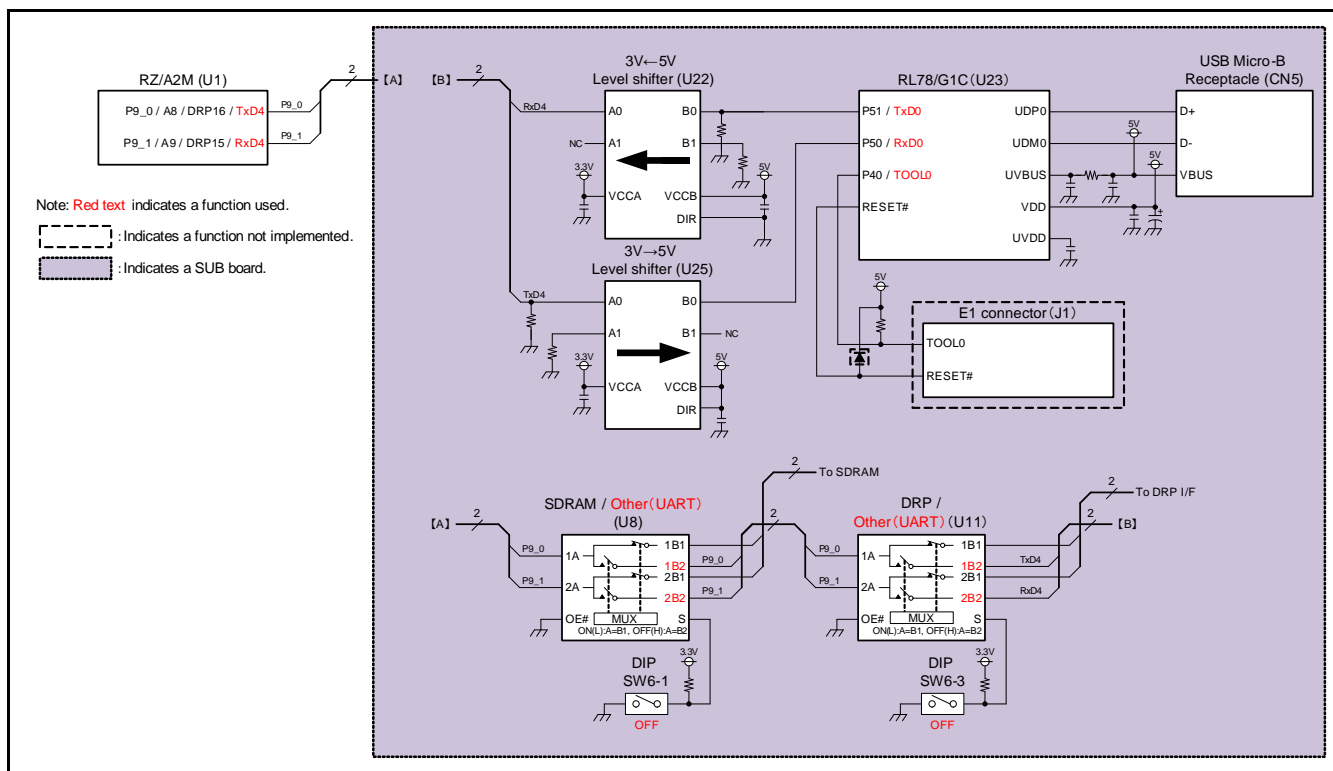 RZ/A2M (U1)
P9_0 / A8 / DRP16 / TxD4
P9_1 / A9 / DRP15 / RxD4
P9_0
P9_1
2
【A】
Note: Red text indicates a function used.
: Indicates a function not implemented.
: Indicates a SUB board.
【B】
2
RxD4
TxD4
3V←5V
Level shifter (U22)
A0
B0
A1
B1
NC
3.3V
5V
VCCA
VCCB
DIR
3V→5V
Level shifter (U25)
A0
B0
A1
B1
NC
3.3V
5V
VCCA
VCCB
DIR
RL78/G1C (U23)
P51 / TxD0
P50 / RxD0
P40 / TOOL0
RESET#
UDP0
UDM0
UVBUS
VDD
UVDD
5V
5V
USB Micro-B
Receptacle (CN5)
D+
D-
VBUS
5V
E1 connector (J1)
TOOL0
RESET#
【A】
2
P9_0
P9_1
SDRAM / Other (UART)
(U8)
1A
2A
OE#
1B1
1B2
2B1
2B2
S
MUX
ON(L):A=B1, OFF(H):A=B2
P9_0
P9_1
2
To SDRAM
2
DIP
SW6-1
3.3V
OFF
P9_0
P9_1
DRP /
Other (UART) (U11)
1A
2A
OE#
1B1
1B2
2B1
2B2
S
MUX
ON(L):A=B1, OFF(H):A=B2
TxD4
RxD4
2
To DRP I/F
2
【B】
DIP
SW6-3
3.3V
OFF